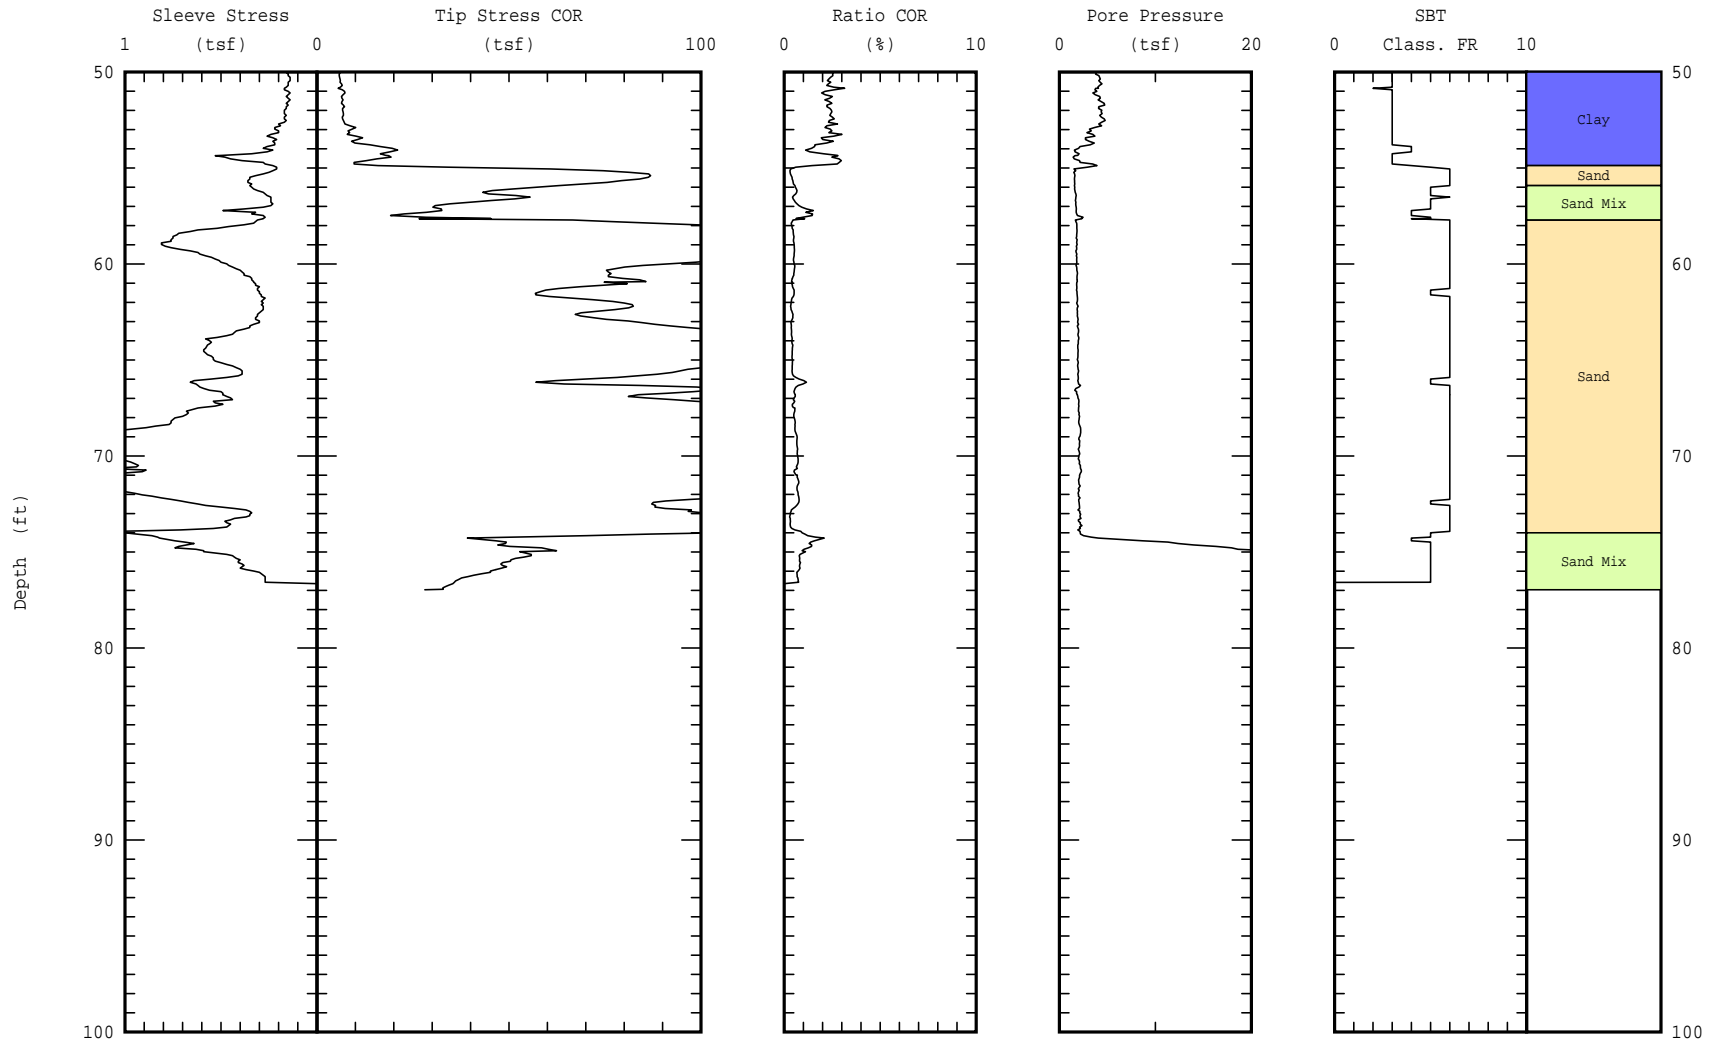 Sleeve Stress Tip Stress COR Ratio COR Pore Pressure SBT
1 (tsf) 0 (tsf) 100 0 (%) 10 0 (tsf) 20 0 Class. FR 10
50 50
Clay
Sand
Sand Mix
60 60
Sand
70 70
Depth (ft)
Sand Mix
80 80
90 90
100 100